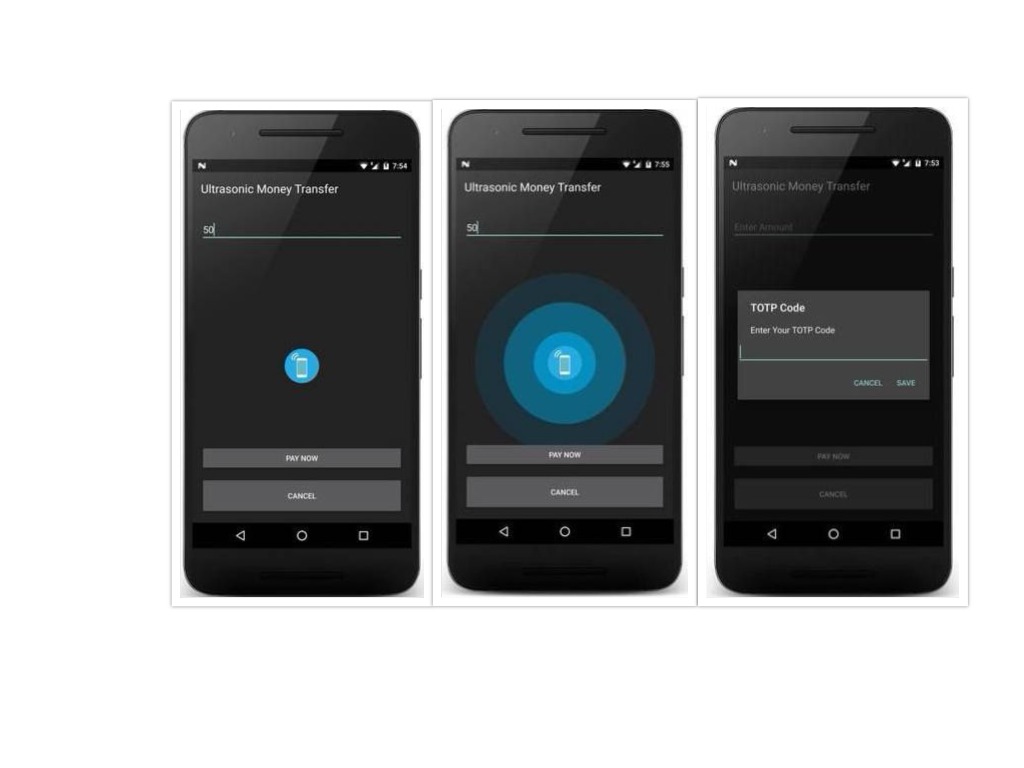 7:54
Ultrasonic Money Transfer
50
PAY NOW
CANCEL
7:55
Ultrasonic Money Transfer
50
PAY NOW
CANCEL
7:53
Ultrasonic Money Transfer
Enter Amount
TOTP Code
Enter Your TOTP Code
CANCEL SAVE
PAY NOW
CANCEL